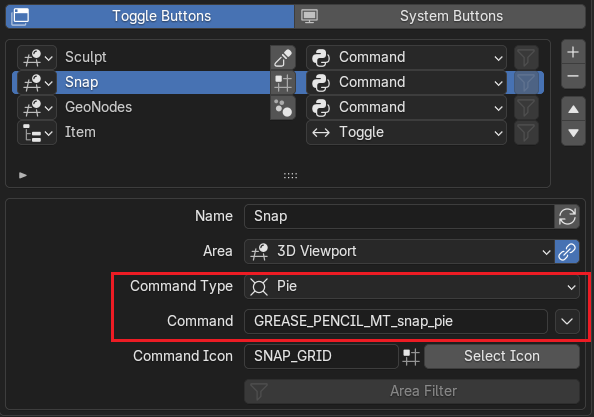 Toggle Buttons System Buttons
Sculpt Command
Snap Command
GeoNodes Command
Item Toggle
Name Snap
Area 3D Viewport
Command Type Pie
Command GREASE_PENCIL_MT_snap_pie
Command Icon SNAP_GRID Select Icon
Area Filter